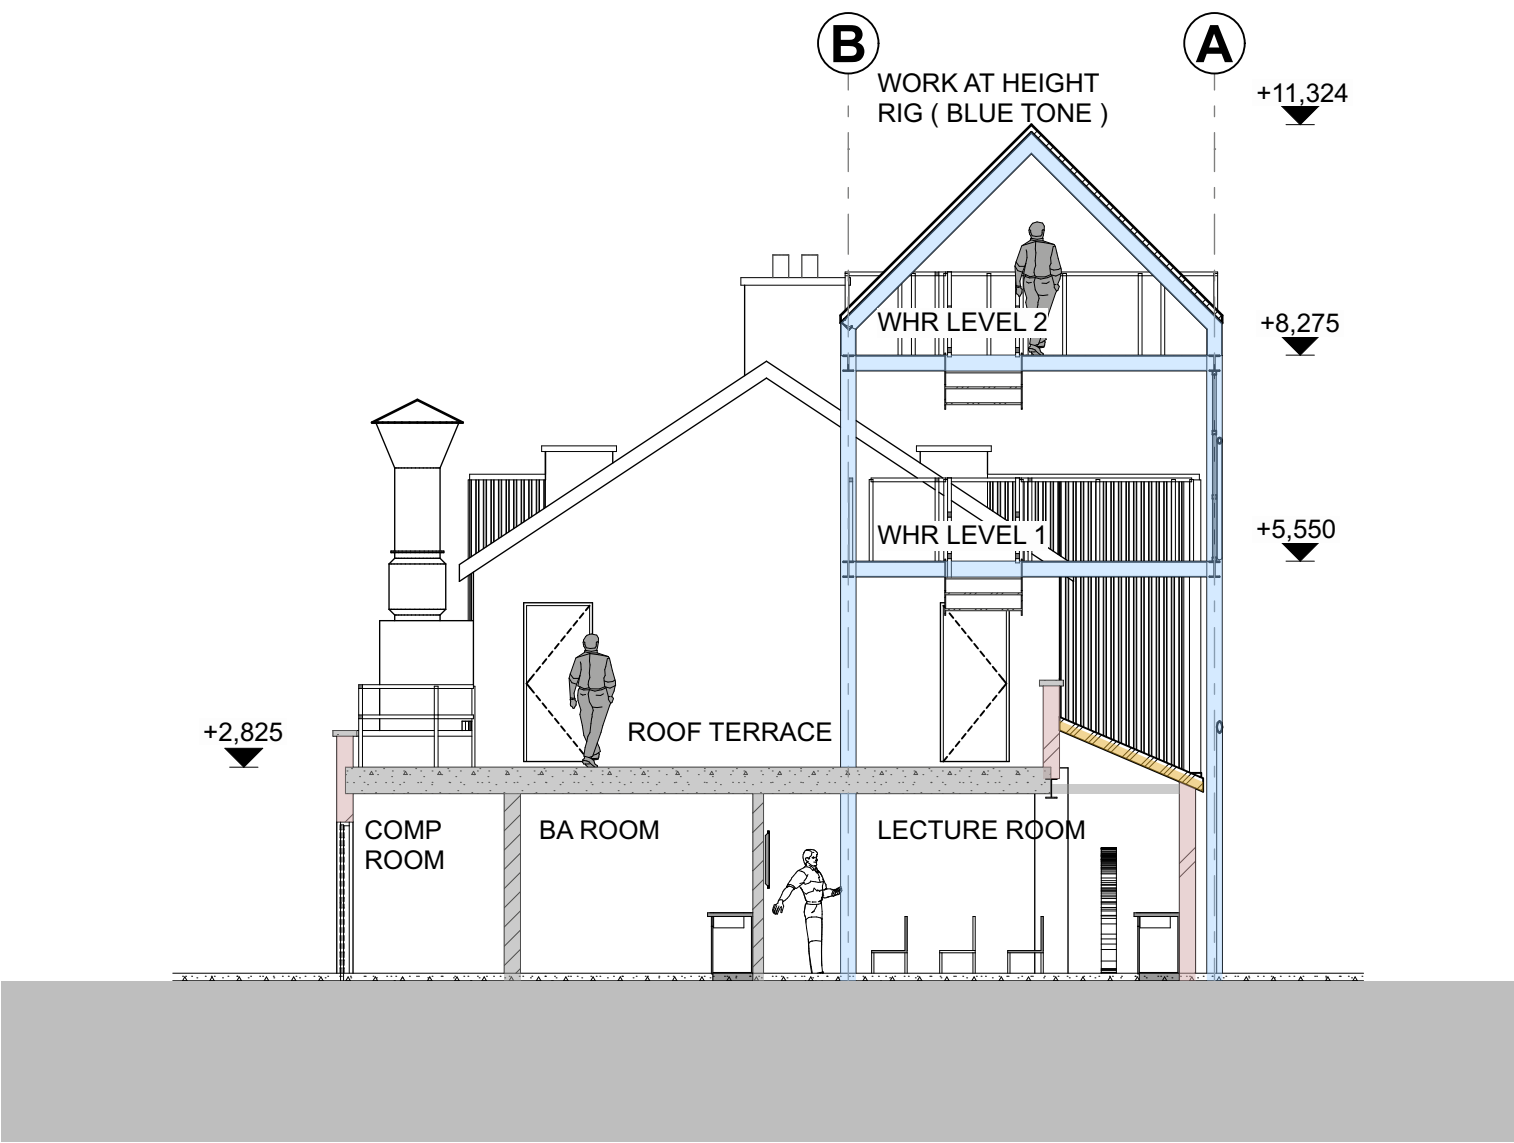 B
A
WORK AT HEIGHT
RIG ( BLUE TONE )
+11,324
WHR LEVEL 2
+8,275
WHR LEVEL 1
+5,550
+2,825
ROOF TERRACE
COMP
ROOM
BA ROOM
LECTURE ROOM